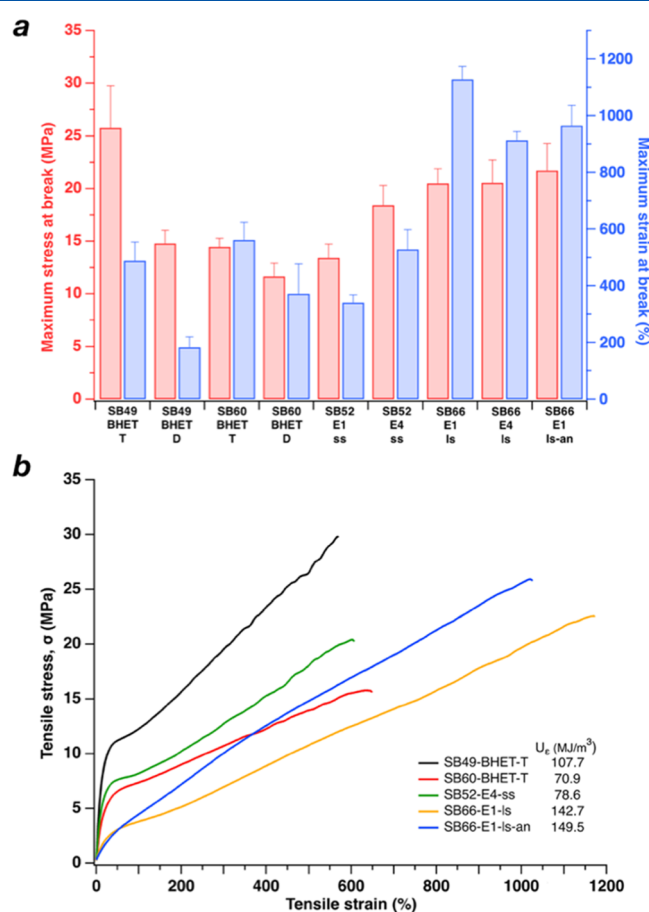 a
35
30
25
20
15
10
5
0
Maximum stress at break (MPa)
1200
1000
800
600
400
200
0
Maximum strain at break (%)
SB49 SB49 SB60 SB60 SB52 SB52 SB66 SB66 SB66
BHET BHET BHET BHET E1 E4 E1 E4 E1
T D T D ss ss ls ls ls-an
b
35
30
25
20
15
10
5
0
Tensile stress, σ (MPa)
Uε (MJ/m³)
SB49-BHET-T 107.7
SB60-BHET-T 70.9
SB52-E4-ss 78.6
SB66-E1-ls 142.7
SB66-E1-ls-an 149.5
0 200 400 600 800 1000 1200
Tensile strain (%)